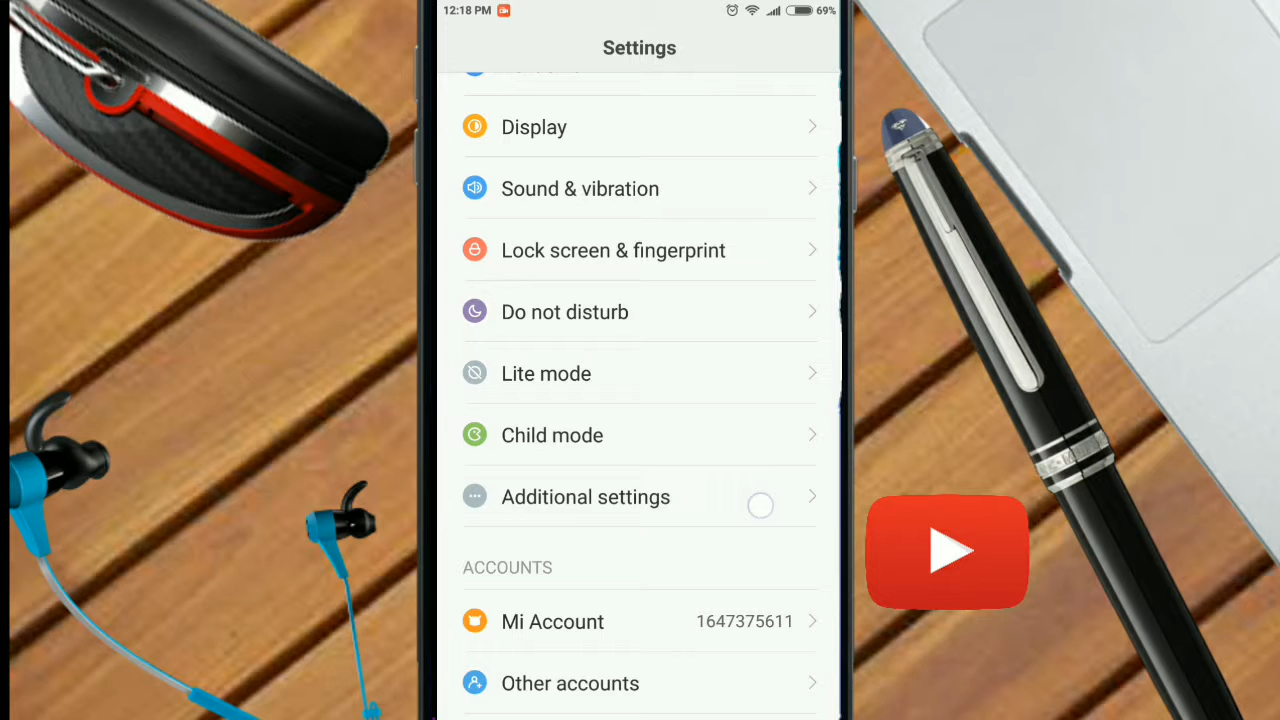 12:18 PM 69%
Settings
Display
Sound & vibration
Lock screen & fingerprint
Do not disturb
Lite mode
Child mode
Additional settings
ACCOUNTS
Mi Account 1647375611
Other accounts